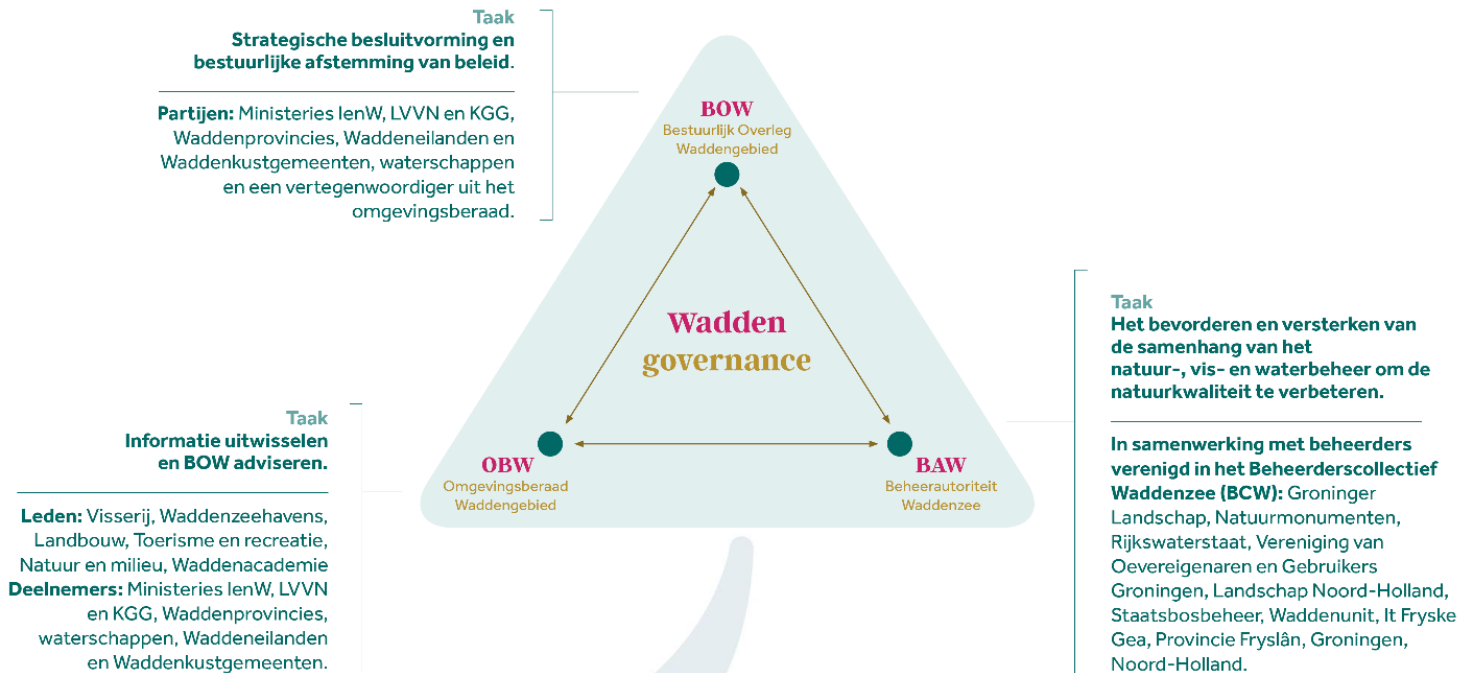 Taak
Strategische besluitvorming en
bestuurlijke afstemming van beleid.
Partijen: Ministeries IenW, LVVN en KGG,
Waddenprovincies, Waddeneilanden en
Waddenkustgemeenten, waterschappen
en een vertegenwoordiger uit het
omgevingsberaad.
BOW
Bestuurlijk Overleg
Waddengebied
Wadden
governance
OBW
Omgevingsberaad
Waddengebied
BAW
Beheerautoriteit
Waddenzee
Taak
Informatie uitwisselen
en BOW adviseren.
Leden: Visserij, Waddenzeehavens,
Landbouw, Toerisme en recreatie,
Natuur en milieu, Waddenacademie
Deelnemers: Ministeries IenW, LVVN
en KGG, Waddenprovincies,
waterschappen, Waddeneilanden
en Waddenkustgemeenten.
Taak
Het bevorderen en versterken van
de samenhang van het
natuur-, vis- en waterbeheer om de
natuurkwaliteit te verbeteren.
In samenwerking met beheerders
verenigd in het Beheerderscollectief
Waddenzee (BCW): Groninger
Landschap, Natuurmonumenten,
Rijkswaterstaat, Vereniging van
Oevereigenaren en Gebruikers
Groningen, Landschap Noord-Holland,
Staatsbosbeheer, Waddenunit, It Fryske
Gea, Provincie Fryslân, Groningen,
Noord-Holland.